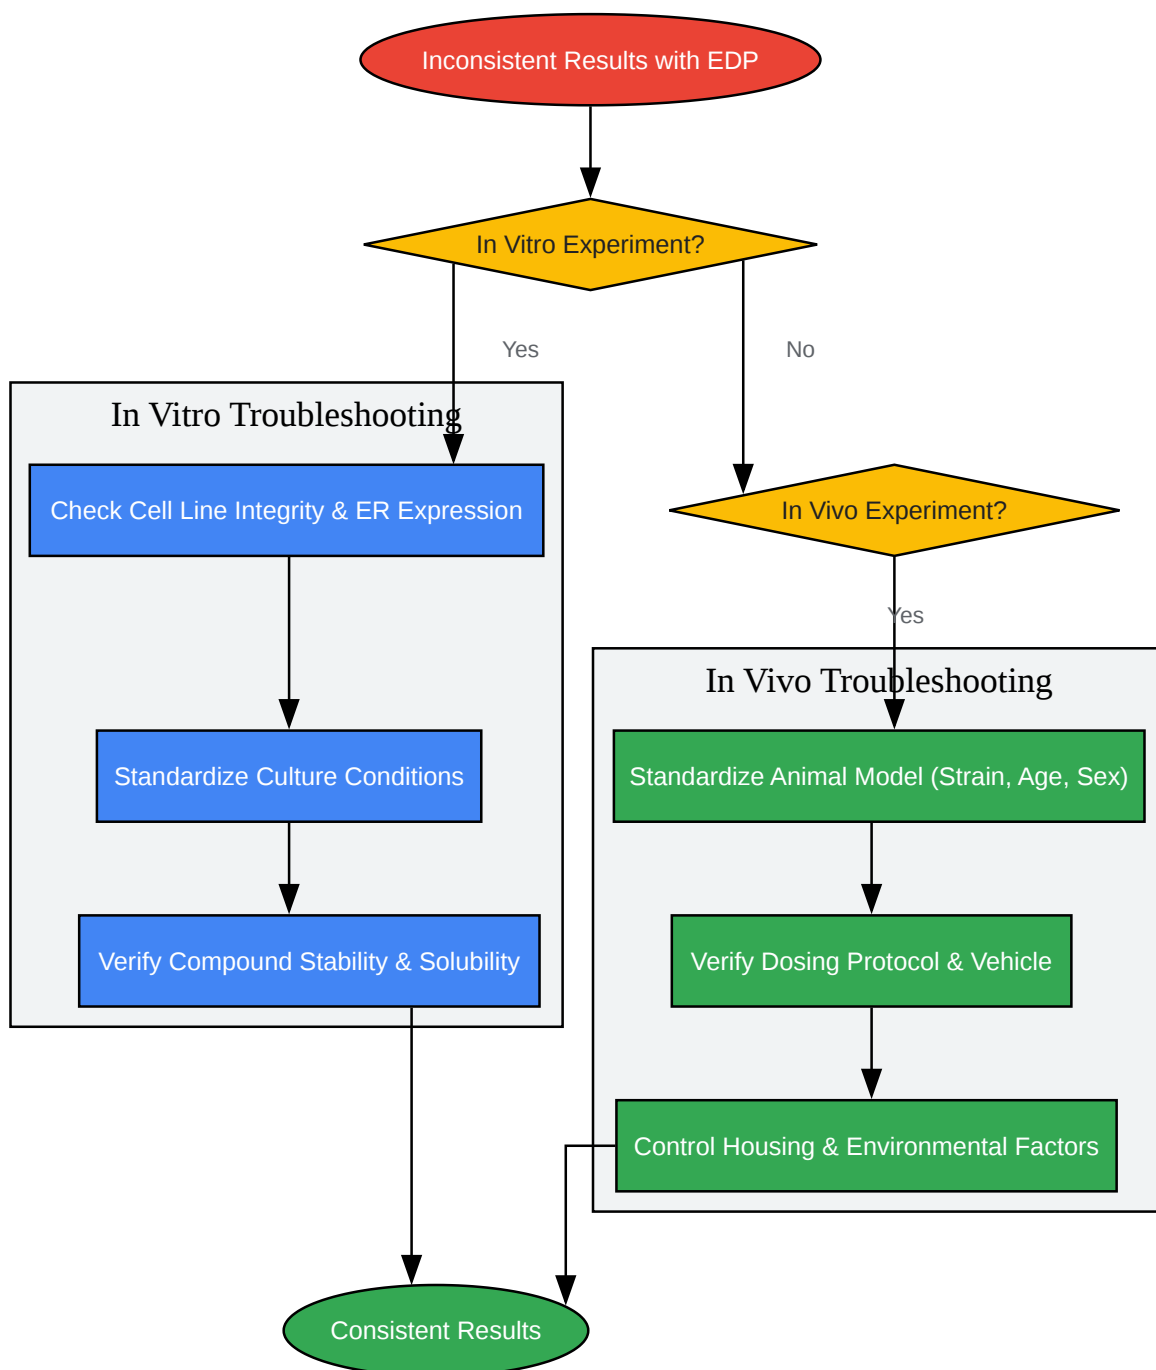 Inconsistent Results with EDP
In Vitro Experiment?
Yes
No
In Vitro Troubleshooting
Check Cell Line Integrity & ER Expression
In Vivo Experiment?
Yes
In Vivo Troubleshooting
Standardize Culture Conditions
Standardize Animal Model (Strain, Age, Sex)
Verify Compound Stability & Solubility
Verify Dosing Protocol & Vehicle
Control Housing & Environmental Factors
Consistent Results